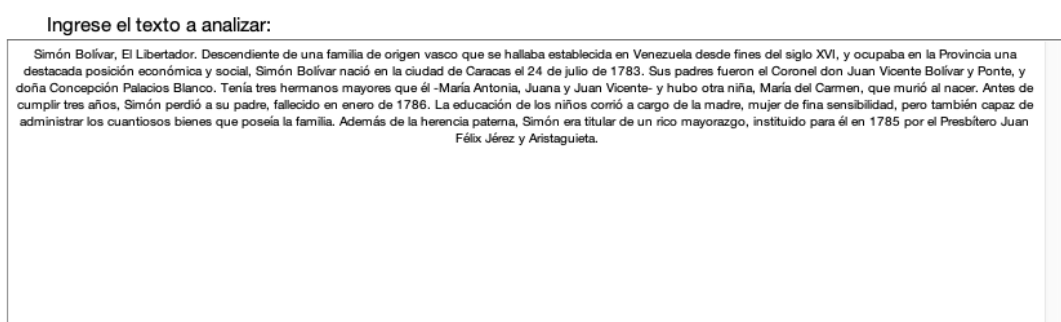 Ingrese el texto a analizar:
Simón Bolívar, El Libertador. Descendiente de una familia de origen vasco que se hallaba establecida en Venezuela desde fines del siglo XVI, y ocupaba en la Provincia una
destacada posición económica y social, Simón Bolívar nació en la ciudad de Caracas el 24 de julio de 1783. Sus padres fueron el Coronel don Juan Vicente Bolívar y Ponte, y
doña Concepción Palacios Blanco. Tenía tres hermanos mayores que él -María Antonia, Juana y Juan Vicente- y hubo otra niña, María del Carmen, que murió al nacer. Antes de
cumplir tres años, Simón perdió a su padre, fallecido en enero de 1786. La educación de los niños corrió a cargo de la madre, mujer de fina sensibilidad, pero también capaz de
administrar los cuantiosos bienes que poseía la familia. Además de la herencia paterna, Simón era titular de un rico mayorazgo, instituido para él en 1785 por el Presbítero Juan
Félix Jérez y Aristaguieta.